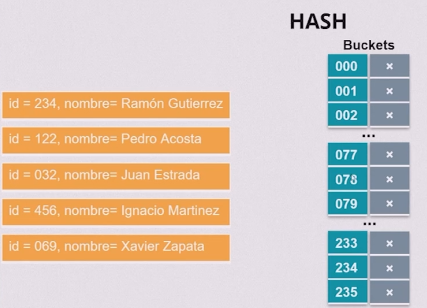 HASH
Buckets
000 ×
001 ×
002 ×
...
077 ×
078 ×
079 ×
...
233 ×
234 ×
235 ×
id = 234, nombre= Ramón Gutierrez
id = 122, nombre= Pedro Acosta
id = 032, nombre= Juan Estrada
id = 456, nombre= Ignacio Martinez
id = 069, nombre= Xavier Zapata